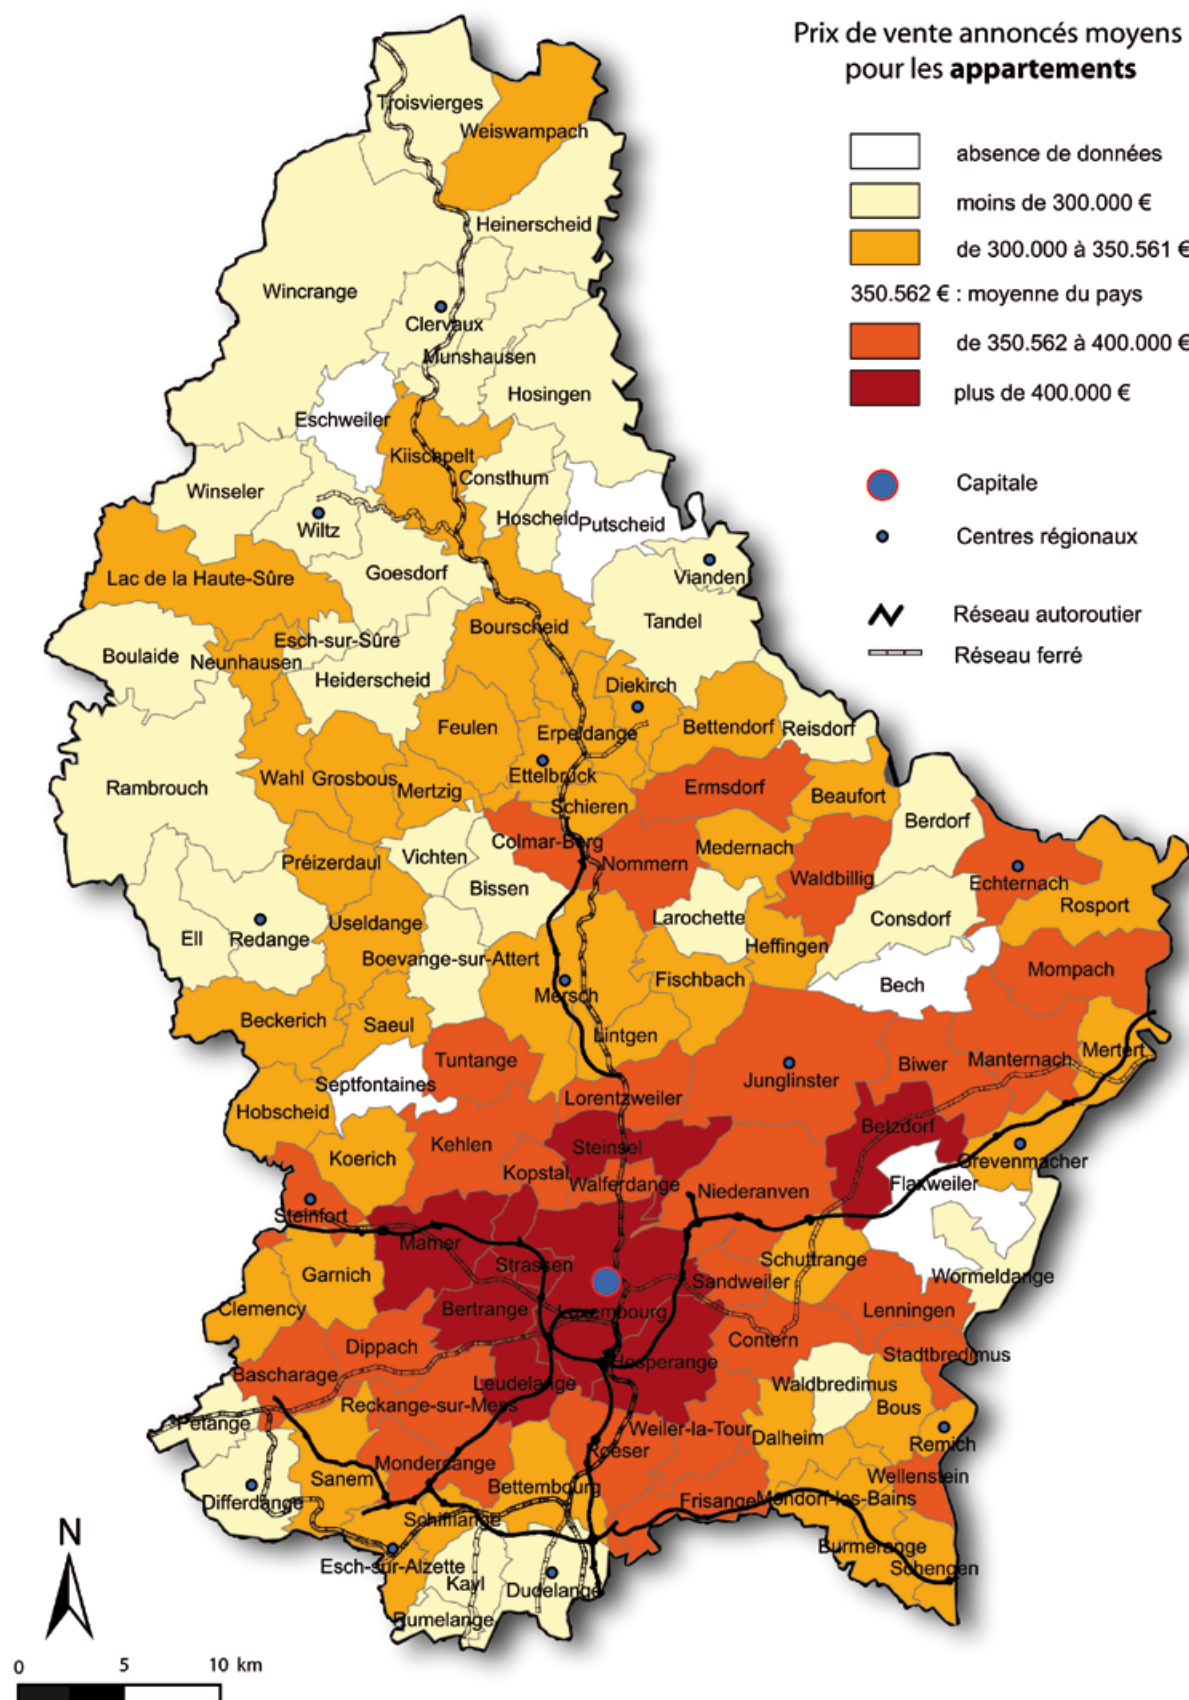 Prix de vente annoncés moyens
pour les appartements
absence de données
moins de 300.000 €
de 300.000 à 350.561 €
350.562 € : moyenne du pays
de 350.562 à 400.000 €
plus de 400.000 €
Capitale
Centres régionaux
Réseau autoroutier
Réseau ferré
Troisvierges
Weiswampach
Heinerscheid
Wincrange
Clervaux
Munshausen
Hosingen
Eschweiler
Kiischpelt
Consthum
Winseler
Wiltz
Hoscheid
Putscheid
Vianden
Goesdorf
Lac de la Haute-Sûre
Tandel
Bourscheid
Esch-sur-Sûre
Boulaide
Neunhausen
Heiderscheid
Diekirch
Feulen
Erpeldange
Bettendorf
Reisdorf
Rambrouch
Wahl
Grosbous
Mertzig
Ettelbruck
Ermsdorf
Beaufort
Schieren
Berdorf
Colmar-Berg
Medernach
Préizerdaul
Vichten
Nommern
Waldbillig
Echternach
Bissen
Rosport
Larochette
Consdorf
Useldange
Ell
Redange
Heffingen
Boevange-sur-Attert
Mompach
Fischbach
Bech
Mersch
Beckerich
Saeul
Lintgen
Tuntange
Septfontaines
Junglinster
Biwer
Manternach
Mertert
Hobscheid
Lorentzweiler
Betzdorf
Kehlen
Steinsel
Koerich
Kopstal
Walferdange
Grevenmacher
Flaxweiler
Niederanven
Steinfort
Mamer
Strassen
Schuttrange
Garnich
Sandweiler
Wormeldange
Clemency
Bertrange
Luxembourg
Lenningen
Contern
Dippach
Stadtbredimus
Hesperange
Bascharage
Leudelange
Waldbredimus
Reckange-sur-Mess
Bous
Pétange
Weiler-la-Tour
Dalheim
Remich
Roeser
Mondercange
Wellenstein
Sanem
Bettembourg
Differdange
Frisange
Mondorf-les-Bains
Schifflange
Burmerange
Esch-sur-Alzette
Schengen
Kayl
Dudelange
Rumelange
N
0 5 10 km